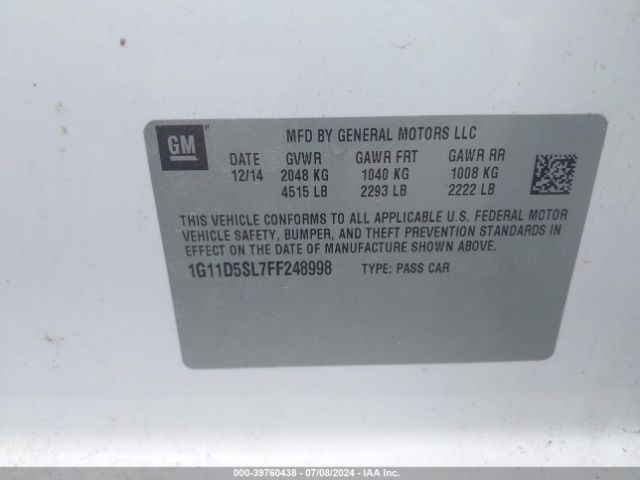 GM
MFD BY GENERAL MOTORS LLC
DATE GVWR GAWR FRT GAWR RR
12/14 2048 KG 1040 KG 1008 KG
4515 LB 2293 LB 2222 LB
THIS VEHICLE CONFORMS TO ALL APPLICABLE U.S. FEDERAL MOTOR
VEHICLE SAFETY, BUMPER, AND THEFT PREVENTION STANDARDS IN
EFFECT ON THE DATE OF MANUFACTURE SHOWN ABOVE.
1G11D5SL7FF248998 TYPE: PASS CAR
000-39760438 - 07/08/2024 - IAA Inc.